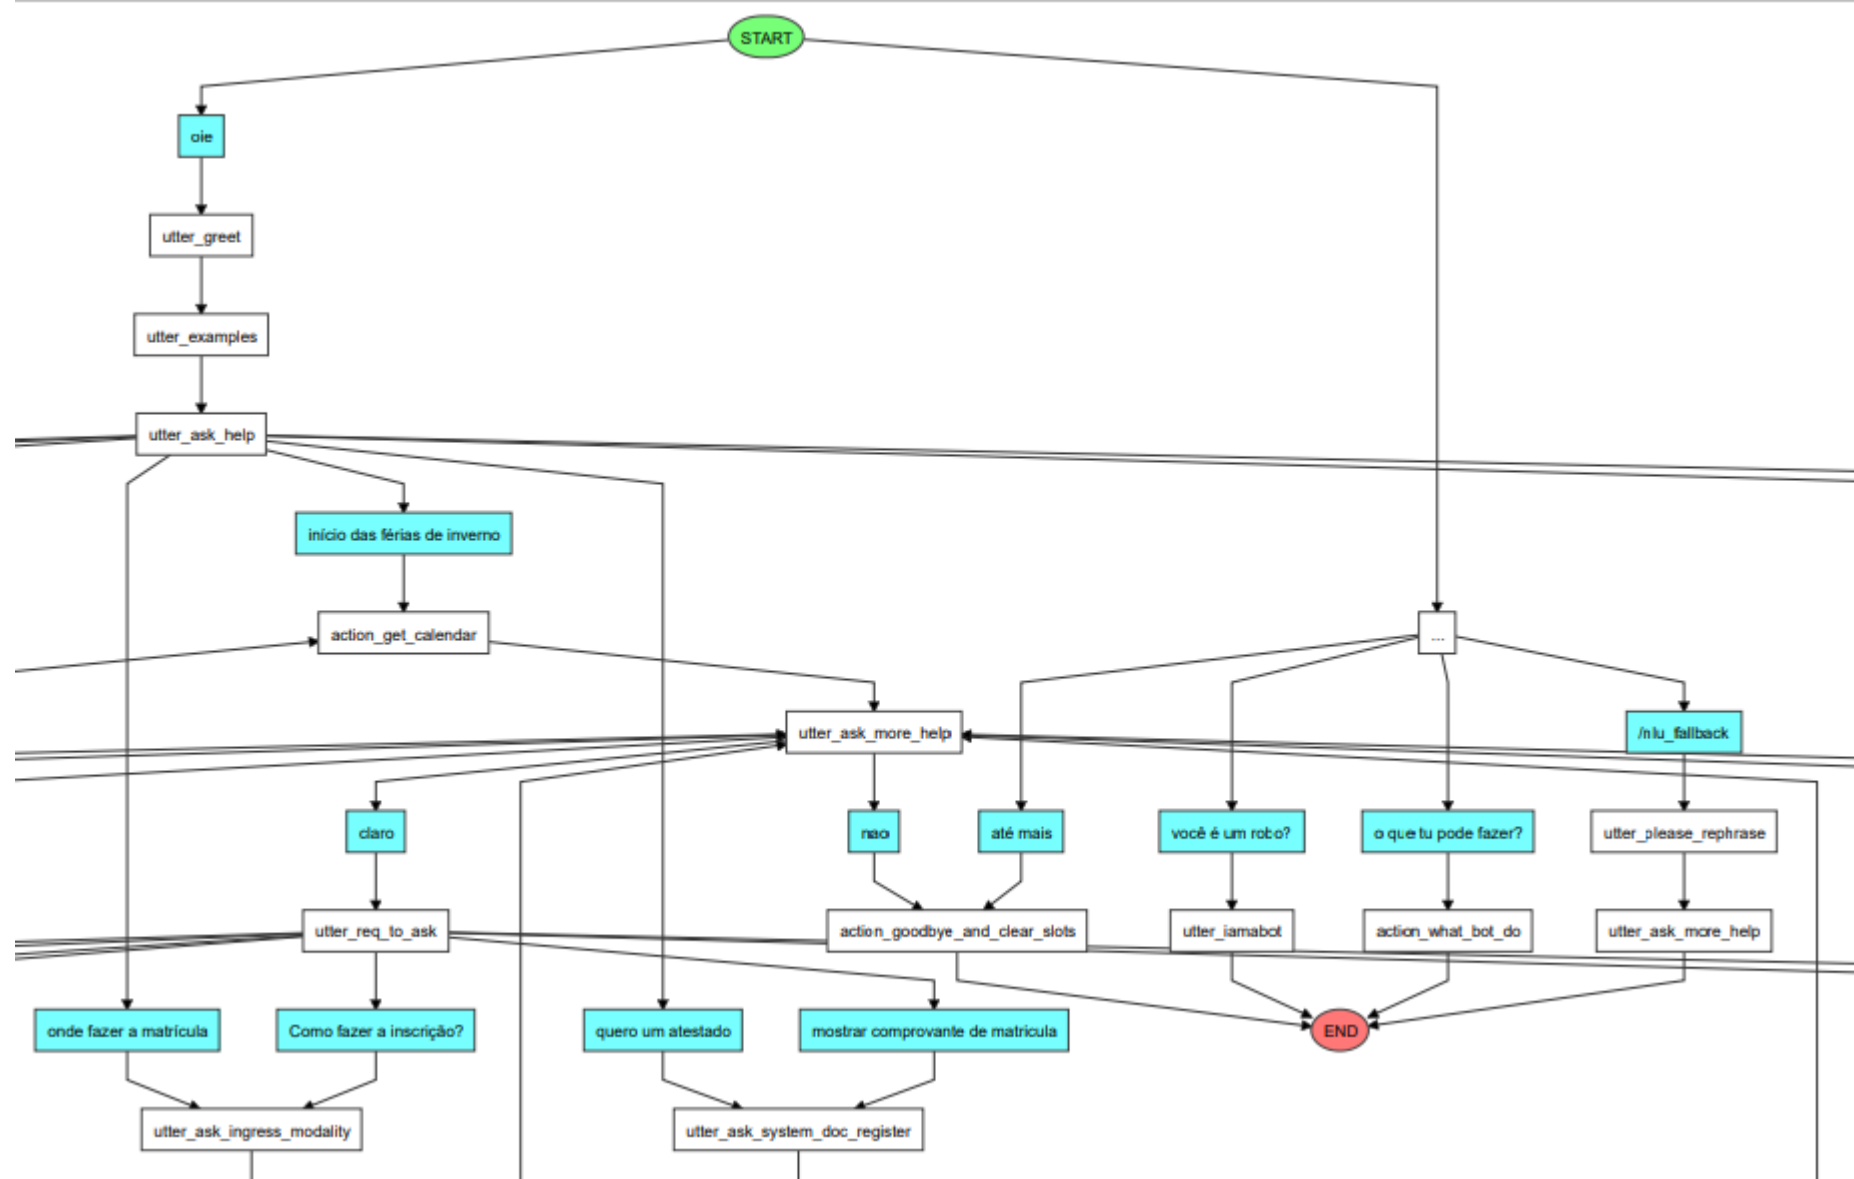 START
oie
utter_greet
utter_examples
utter_ask_help
início das férias de inverno
action_get_calendar
...
utter_ask_more_help
/nlu_fallback
claro
nao
até mais
você é um robo?
o que tu pode fazer?
utter_please_rephrase
utter_req_to_ask
action_goodbye_and_clear_slots
utter_iamabot
action_what_bot_do
utter_ask_more_help
onde fazer a matrícula
Como fazer a inscrição?
quero um atestado
mostrar comprovante de matricula
END
utter_ask_ingress_modality
utter_ask_system_doc_register